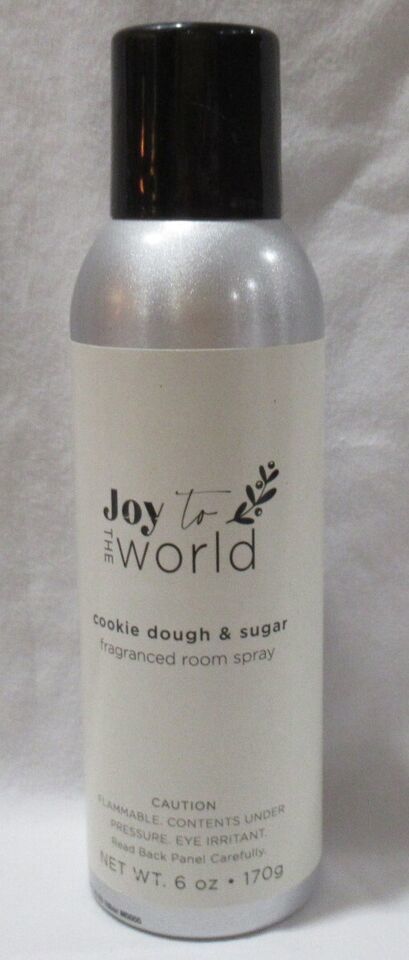 Joy to
THE world
cookie dough & sugar
fragranced room spray
CAUTION
FLAMMABLE. CONTENTS UNDER
PRESSURE. EYE IRRITANT.
Read Back Panel Carefully.
NET WT. 6 oz • 170g